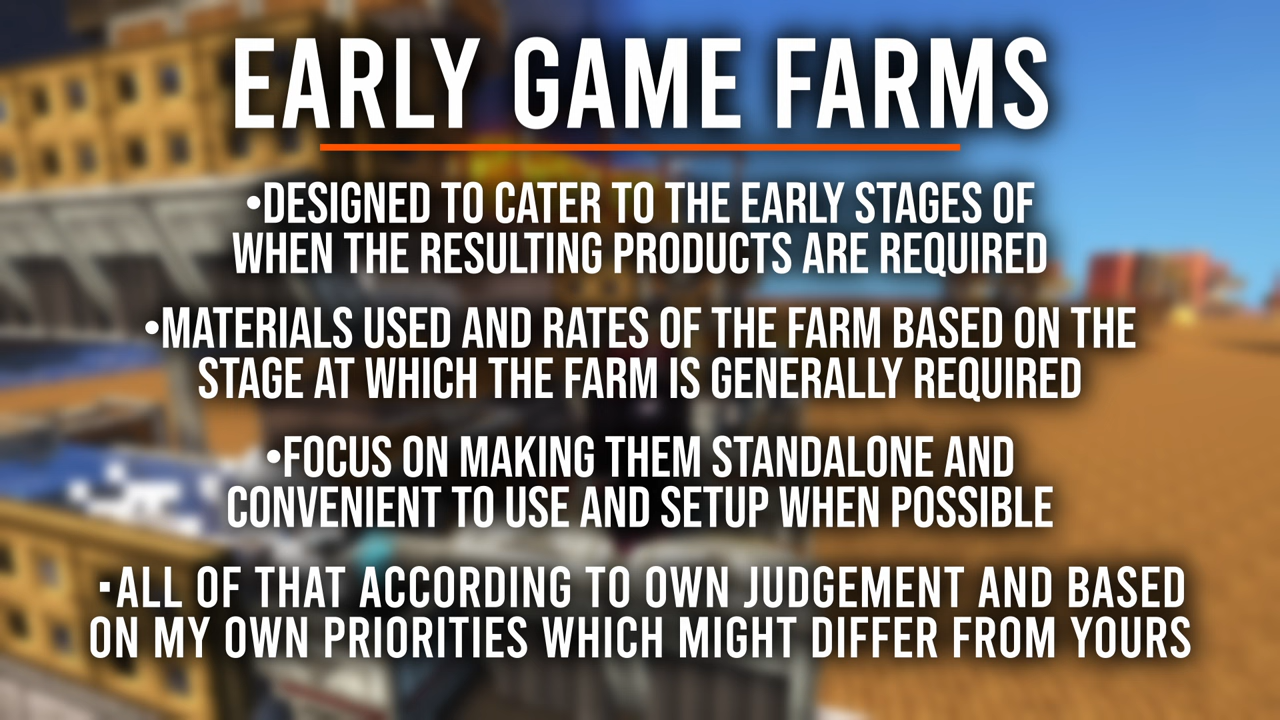 EARLY GAME FARMS
•DESIGNED TO CATER TO THE EARLY STAGES OF
WHEN THE RESULTING PRODUCTS ARE REQUIRED
•MATERIALS USED AND RATES OF THE FARM BASED ON THE
STAGE AT WHICH THE FARM IS GENERALLY REQUIRED
•FOCUS ON MAKING THEM STANDALONE AND
CONVENIENT TO USE AND SETUP WHEN POSSIBLE
•ALL OF THAT ACCORDING TO OWN JUDGEMENT AND BASED
ON MY OWN PRIORITIES WHICH MIGHT DIFFER FROM YOURS